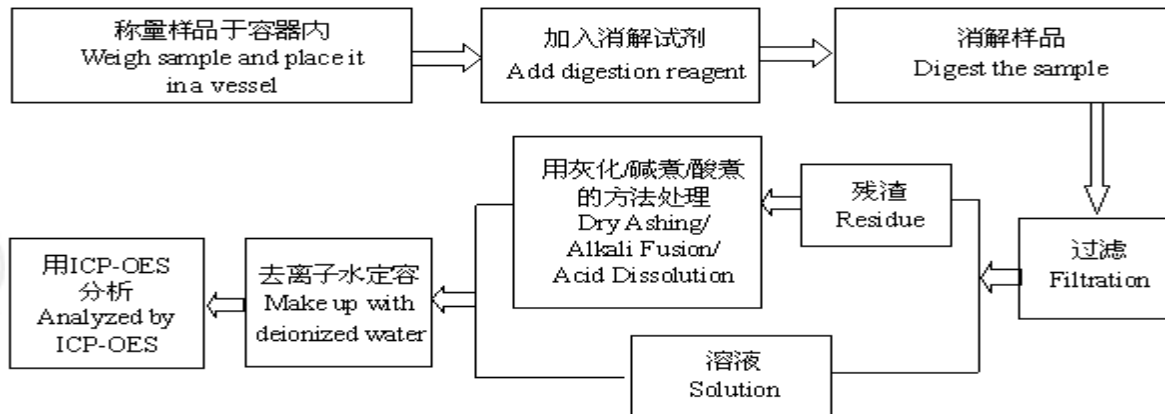 称量样品于容器内
Weigh sample and place it
in a vessel
加入消解试剂
Add digestion reagent
消解样品
Digest the sample
过滤
Filtration
残渣
Residue
用灰化/碱煮/酸煮
的方法处理
Dry Ashing/
Alkali Fusion/
Acid Dissolution
溶液
Solution
去离子水定容
Make up with
deionized water
用ICP-OES
分析
Analyzed by
ICP-OES